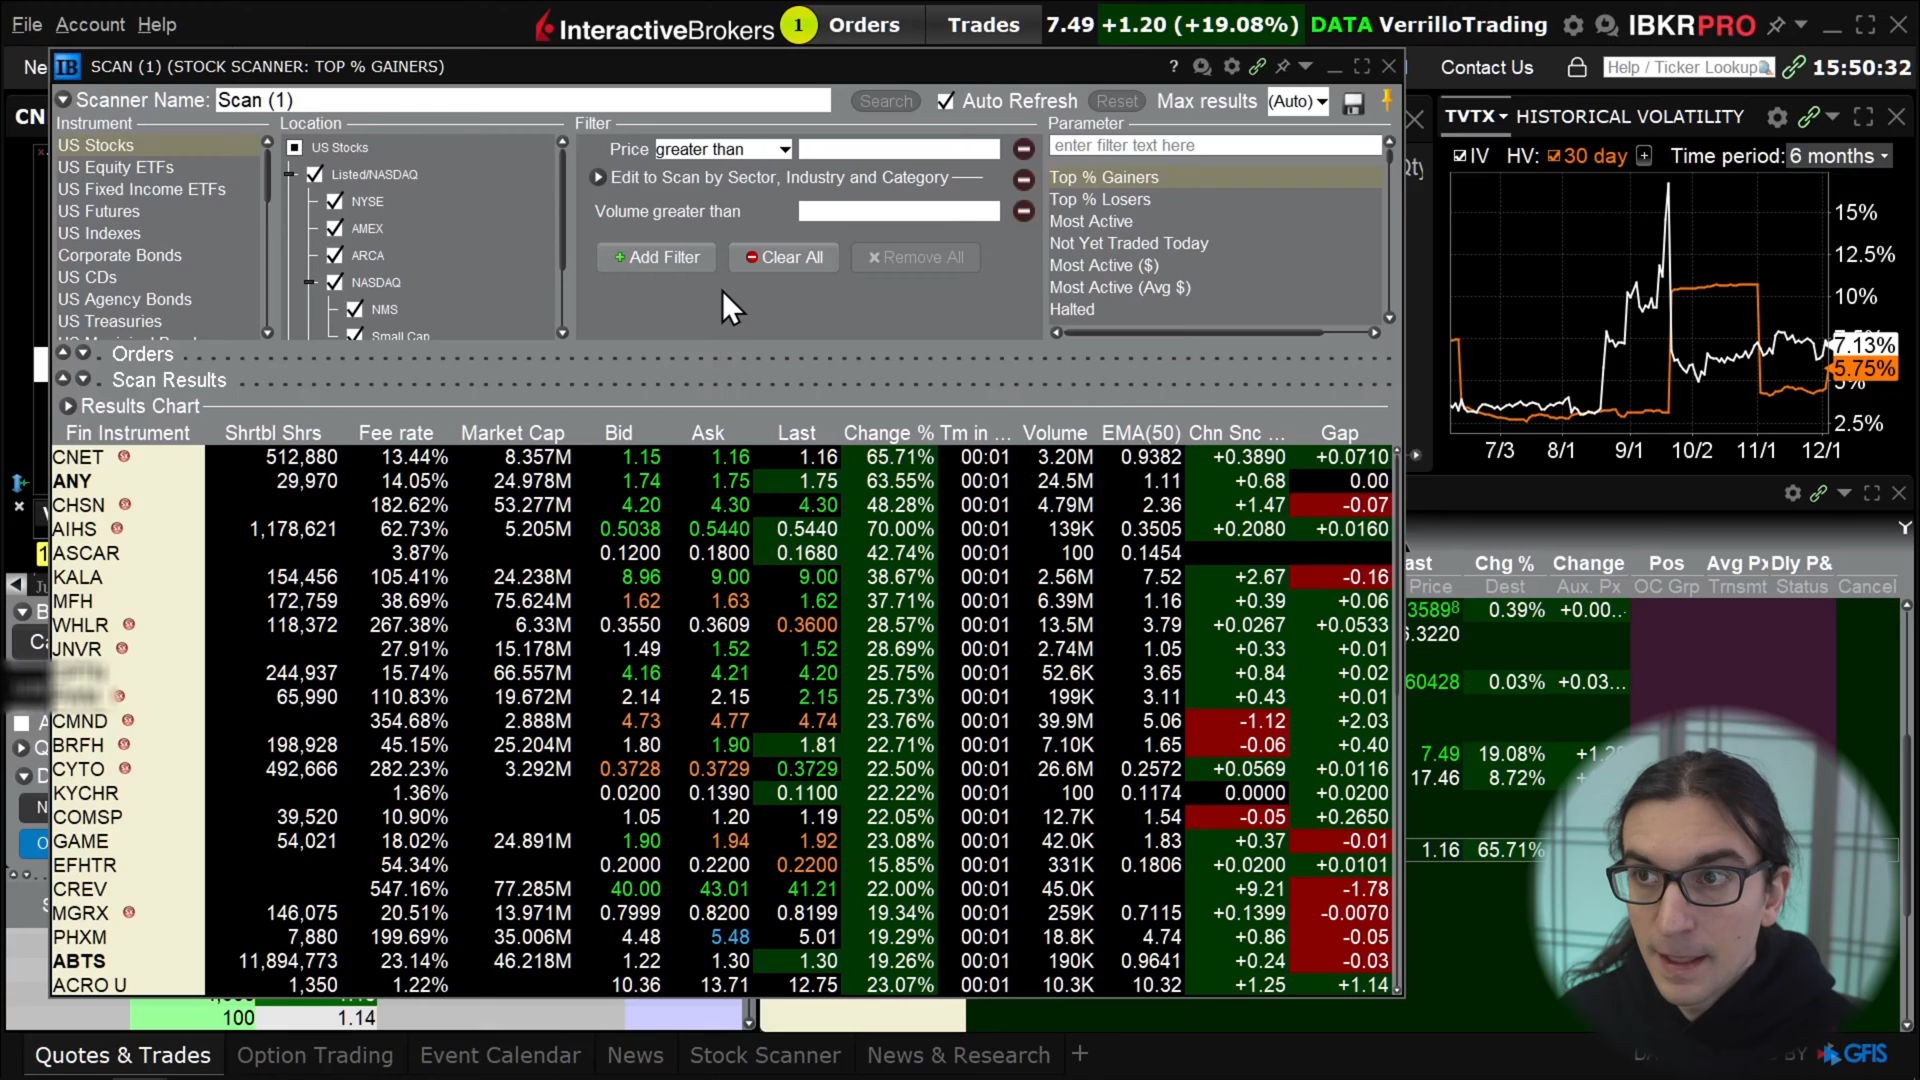 File Account Help
InteractiveBrokers 1 Orders Trades 7.49 +1.20 (+19.08%) DATA VerrilloTrading IBKRPRO
IB SCAN (1) (STOCK SCANNER: TOP % GAINERS) ?
Contact Us Help / Ticker Lookup 15:50:32
Scanner Name: Scan (1) Search Auto Refresh Reset Max results (Auto)
TVTX HISTORICAL VOLATILITY
IV HV: 30 day + Time period: 6 months
Instrument Location Filter Parameter
US Stocks
US Equity ETFs
US Fixed Income ETFs
US Futures
US Indexes
Corporate Bonds
US CDs
US Agency Bonds
US Treasuries
US Stocks
Listed/NASDAQ
NYSE
AMEX
ARCA
NASDAQ
NMS
Small Cap
Price greater than
Edit to Scan by Sector, Industry and Category
Volume greater than
Add Filter Clear All Remove All
enter filter text here
Top % Gainers
Top % Losers
Most Active
Not Yet Traded Today
Most Active ($)
Most Active (Avg $)
Halted
15%
12.5%
10%
7.13%
5.75%
5%
2.5%
7/3 8/1 9/1 10/2 11/1 12/1
Orders
Scan Results
Results Chart
Fin Instrument Shrtbl Shrs Fee rate Market Cap Bid Ask Last Change % Tm in ... Volume EMA(50) Chn Snc ... Gap
CNET 512,880 13.44% 8.357M 1.15 1.16 1.16 65.71% 00:01 3.20M 0.9382 +0.3890 +0.0710
ANY 29,970 14.05% 24.978M 1.74 1.75 1.75 63.55% 00:01 24.5M 1.11 +0.68 0.00
CHSN 182.62% 53.277M 4.20 4.30 4.30 48.28% 00:01 4.79M 2.36 +1.47 -0.07
AIHS 1,178,621 62.73% 5.205M 0.5038 0.5440 0.5440 70.00% 00:01 139K 0.3505 +0.2080 +0.0160
ASCAR 3.87% 0.1200 0.1800 0.1680 42.74% 00:01 100 0.1454
KALA 154,456 105.41% 24.238M 8.96 9.00 9.00 38.67% 00:01 2.56M 7.52 +2.67 -0.16
MFH 172,759 38.69% 75.624M 1.62 1.63 1.62 37.71% 00:01 6.39M 1.16 +0.39 +0.06
WHLR 118,372 267.38% 6.33M 0.3550 0.3609 0.3600 28.57% 00:01 13.5M 3.79 +0.0267 +0.0533
JNVR 27.91% 15.178M 1.49 1.52 1.52 28.69% 00:01 2.74M 1.05 +0.33 +0.01
244,937 15.74% 66.557M 4.16 4.21 4.20 25.75% 00:01 52.6K 3.65 +0.84 +0.02
65,990 110.83% 19.672M 2.14 2.15 2.15 25.73% 00:01 199K 3.11 +0.43 +0.01
CMND 354.68% 2.888M 4.73 4.77 4.74 23.76% 00:01 39.9M 5.06 -1.12 +2.03
BRFH 198,928 45.15% 25.204M 1.80 1.90 1.81 22.71% 00:01 7.10K 1.65 -0.06 +0.40
CYTO 492,666 282.23% 3.292M 0.3728 0.3729 0.3729 22.50% 00:01 26.6M 0.2572 +0.0569 +0.0116
KYCHR 1.36% 0.0200 0.1390 0.1100 22.22% 00:01 100 0.1174 0.0000 +0.0200
COMSP 39,520 10.90% 1.05 1.20 1.19 22.05% 00:01 12.7K 1.54 -0.05 +0.2650
GAME 54,021 18.02% 24.891M 1.90 1.94 1.92 23.08% 00:01 42.0K 1.83 +0.37 -0.01
EFHTR 54.34% 0.2000 0.2200 0.2200 15.85% 00:01 331K 0.1806 +0.0200 +0.0101
CREV 547.16% 77.285M 40.00 43.01 41.21 22.00% 00:01 45.0K +9.21 -1.78
MGRX 146,075 20.51% 13.971M 0.7999 0.8200 0.8199 19.34% 00:01 259K 0.7115 +0.1399 -0.0070
PHXM 7,880 199.69% 35.006M 4.48 5.48 5.01 19.29% 00:01 18.8K 4.74 +0.86 -0.05
ABTS 11,894,773 23.14% 46.218M 1.22 1.30 1.30 19.26% 00:01 190K 0.9641 +0.24 -0.03
ACRO U 1,350 1.22% 10.36 13.71 12.75 23.07% 00:01 10.3K 10.32 +1.25 +1.14
Chg % Change Pos Avg Px Dly P&
Price Dest Aux. Px OC Grp Trnsmt Status Cancel
0.39% +0.00..
0.03% +0.03...
7.49 19.08%
17.46 8.72%
1.16 65.71%
100 1.14
Quotes & Trades Option Trading Event Calendar News Stock Scanner News & Research +
BY GFIS